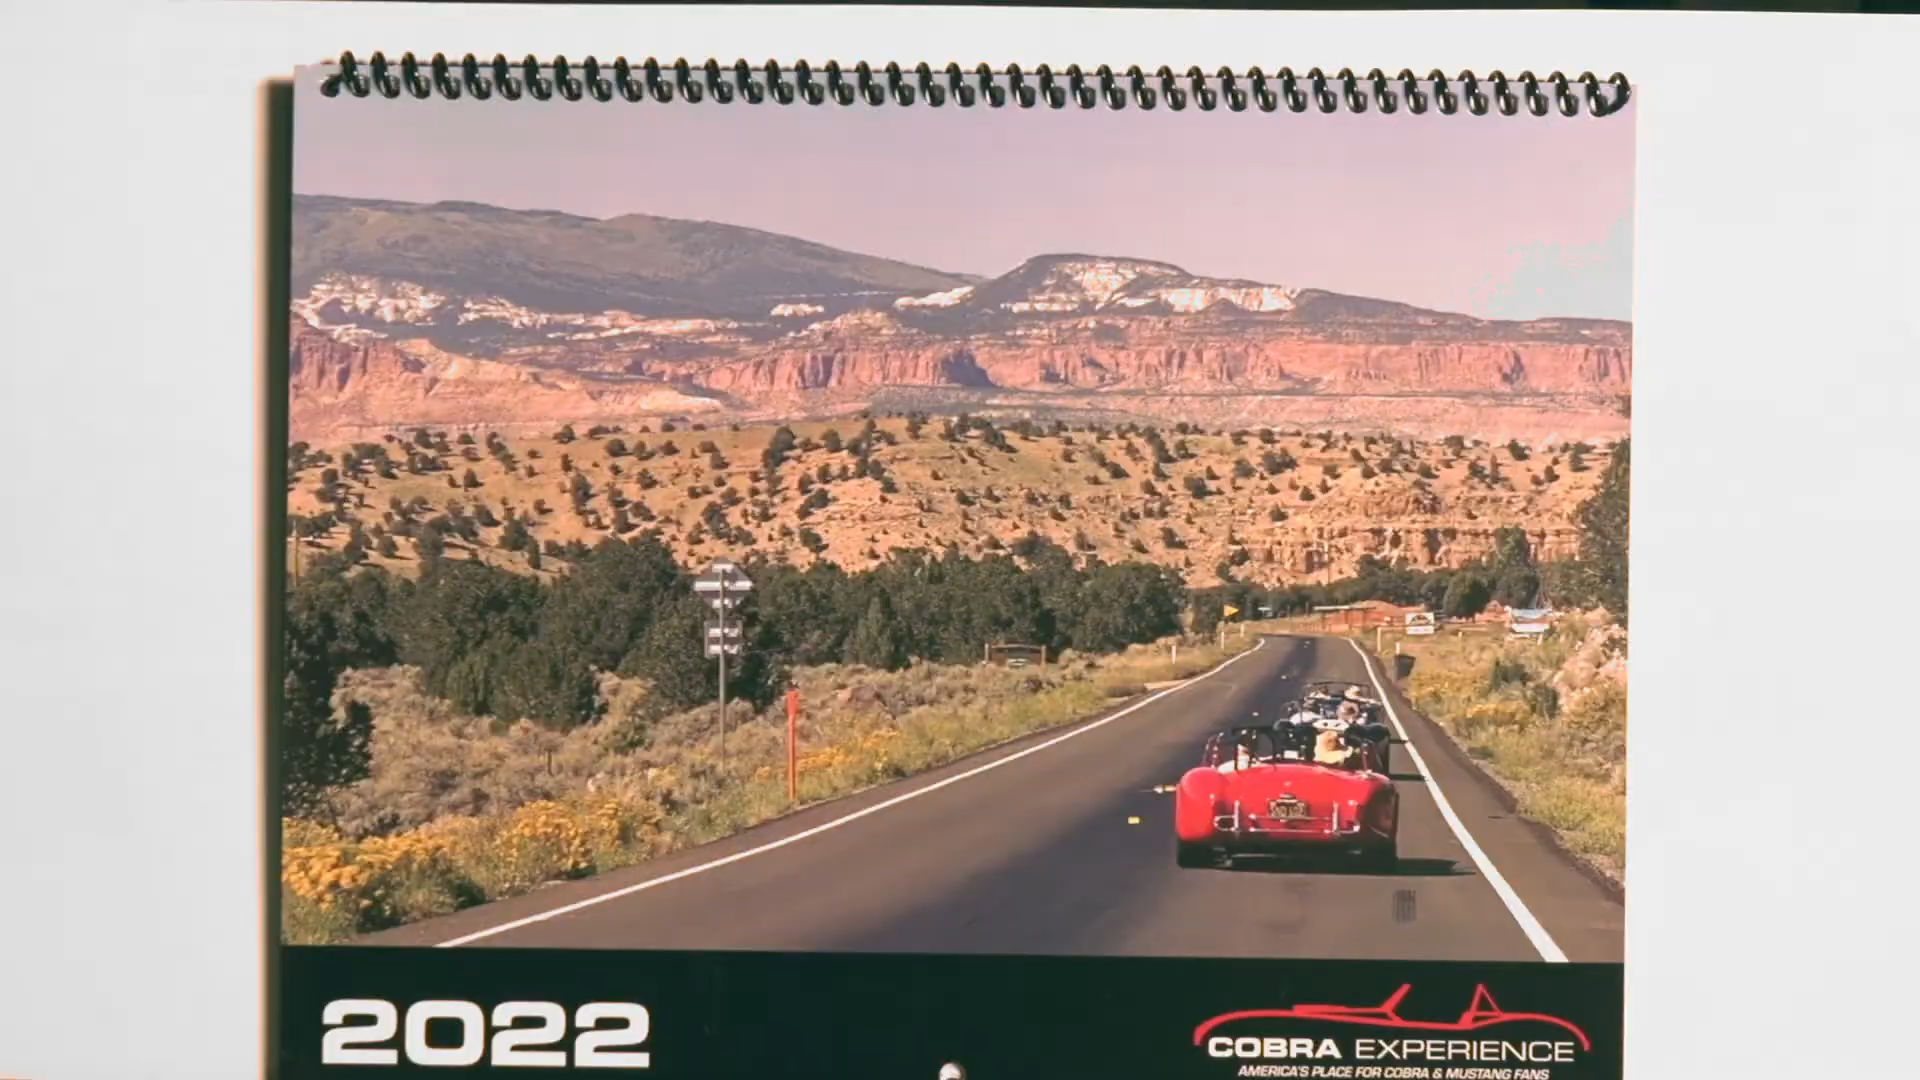 2022
COBRA EXPERIENCE
AMERICA'S PLACE FOR COBRA & MUSTANG FANS